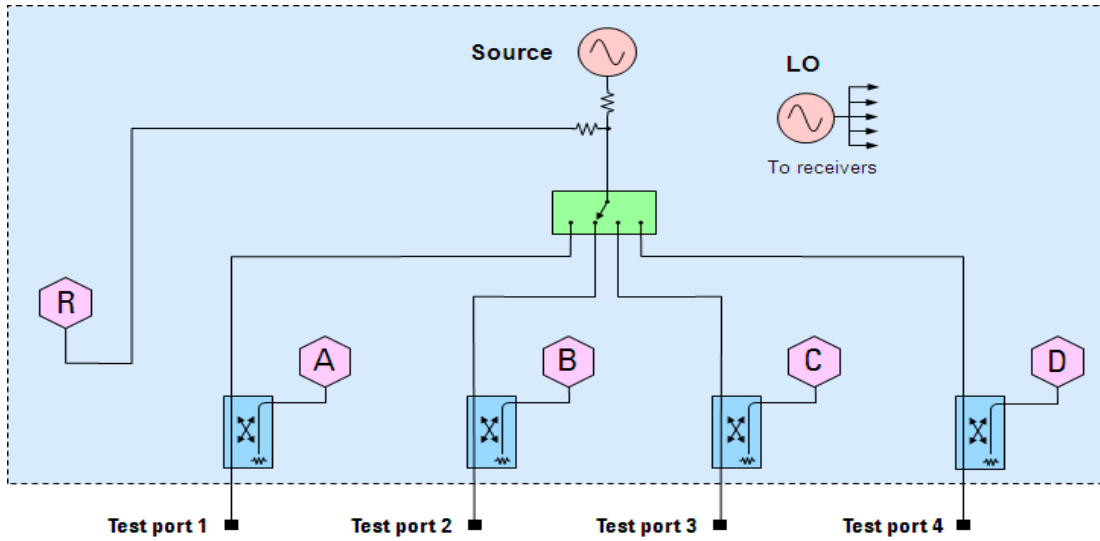 Source
LO
To receivers
R
A
B
C
D
Test port 1
Test port 2
Test port 3
Test port 4